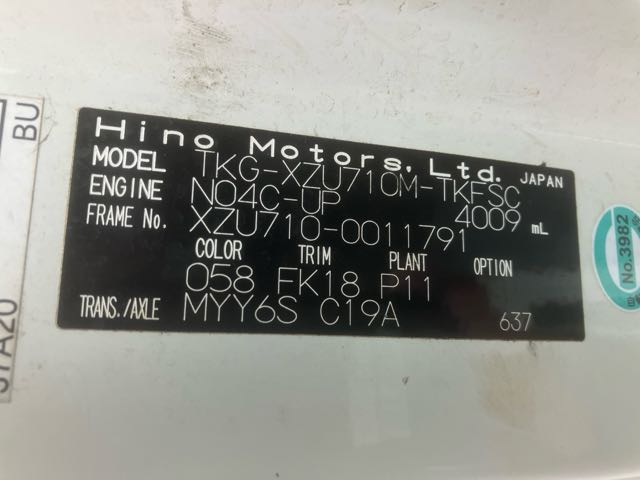 Hino Motors, Ltd. JAPAN
MODEL TKG-XZU710M-TKFSC
ENGINE N04C-UP 4009 mL
FRAME No. XZU710-0011791
COLOR TRIM PLANT OPTION
058 FK18 P11
TRANS./AXLE MYY6S C19A 637
BU
No.3982